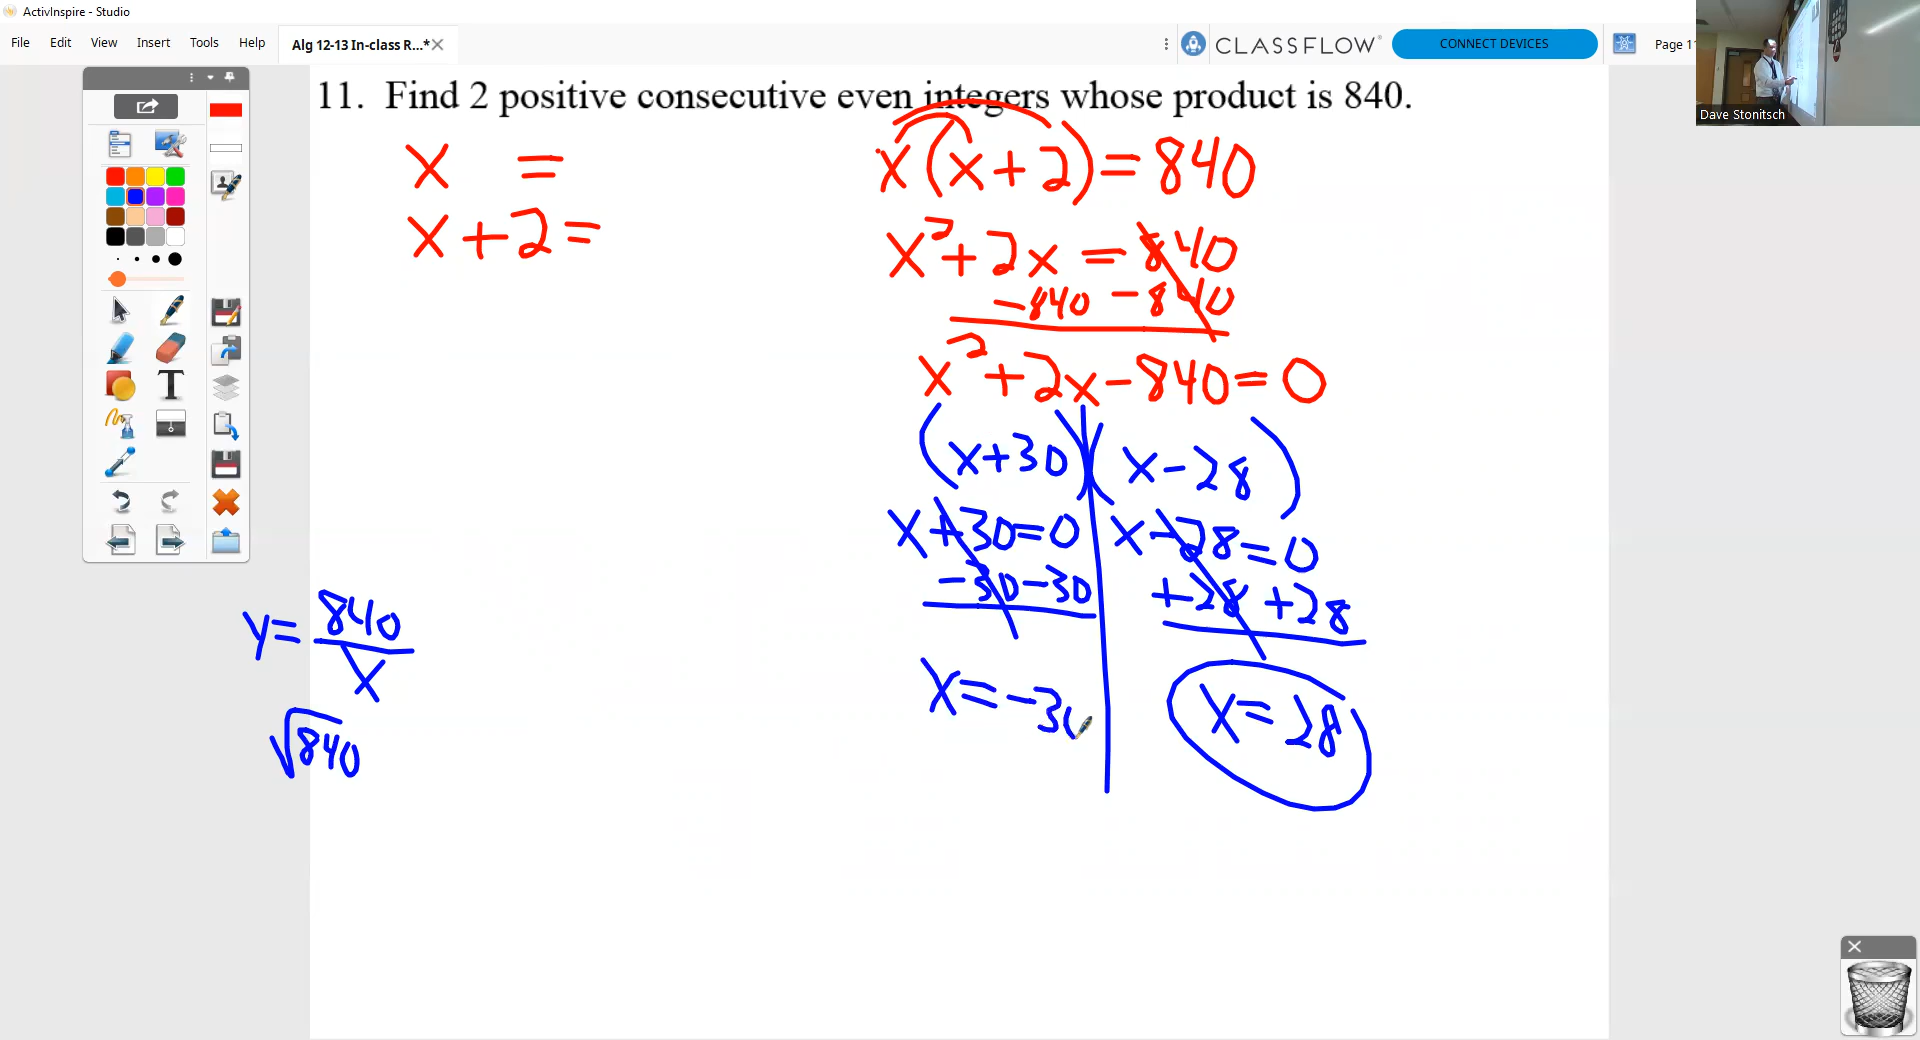 ActivInspire - Studio
File Edit View Insert Tools Help
Alg 12-13 In-class R...*
CLASSFLOW
CONNECT DEVICES
Page 11
Dave Stonitsch
11. Find 2 positive consecutive even integers whose product is 840.
x =
x + 2 =
x(x + 2) = 840
x² + 2x = 840
- 840 - 840
x² + 2x - 840 = 0
(x + 30)(x - 28)
x + 30 = 0
- 30 - 30
x = -30
x - 28 = 0
+ 28 + 28
x = 28
y = 840/x
√840